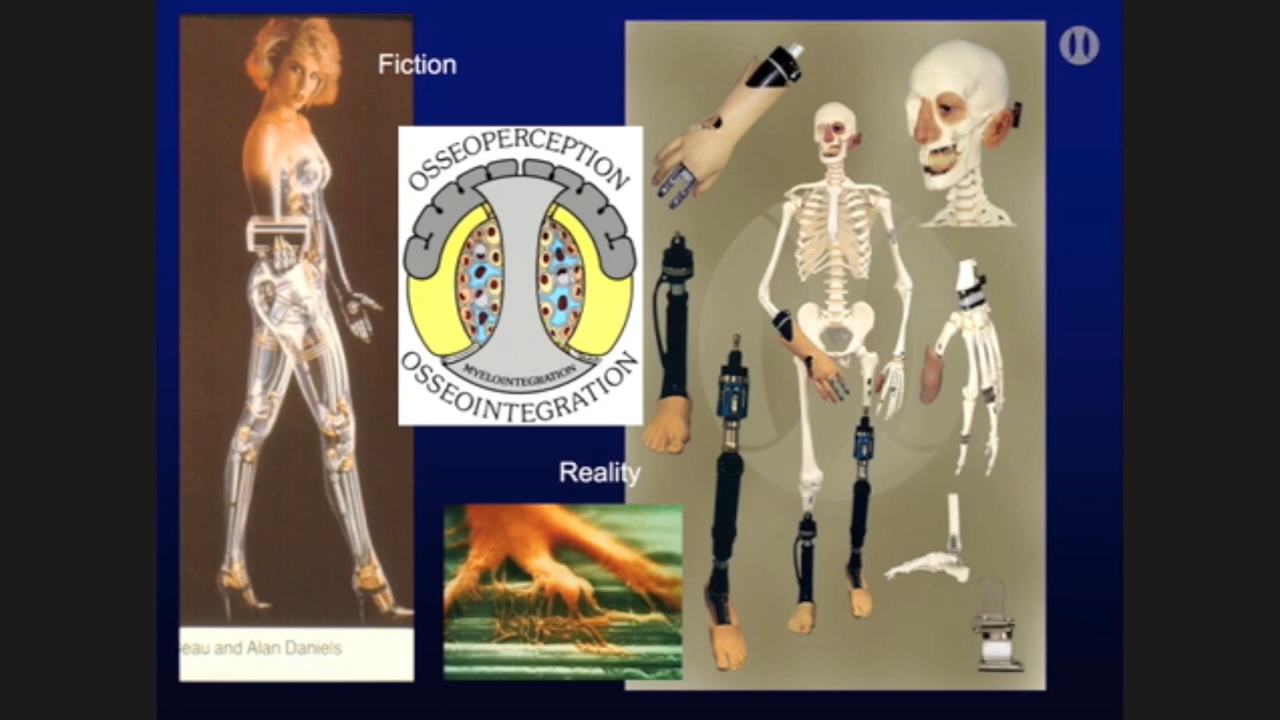 Fiction
OSSEOPERCEPTION
MYELOINTEGRATION
OSSEOINTEGRATION
Reality
eau and Alan Daniels